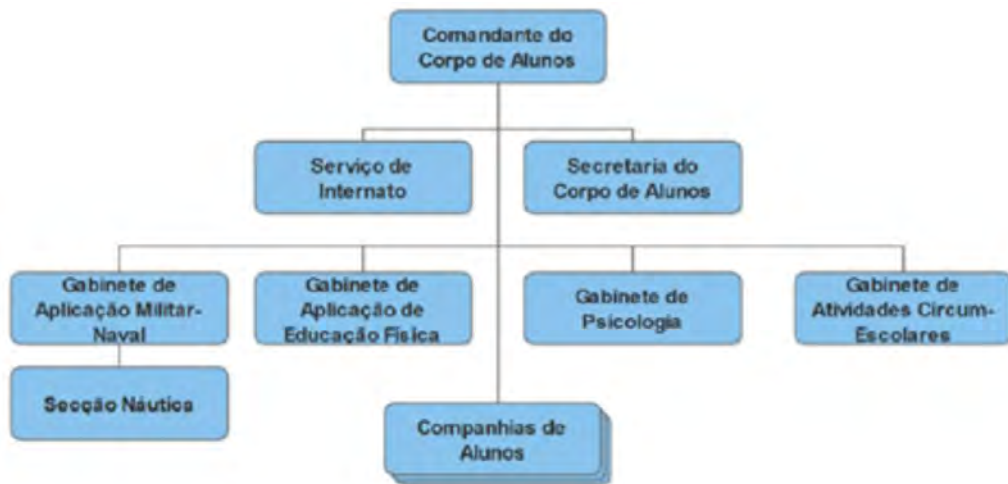 Comandante do
Corpo de Alunos
Serviço de
Internato
Secretaria do
Corpo de Alunos
Gabinete de
Aplicação Militar-
Naval
Gabinete de
Aplicação de
Educação Física
Gabinete de
Psicologia
Gabinete de
Atividades Circum-
Escolares
Secção Náutica
Companhias de
Alunos